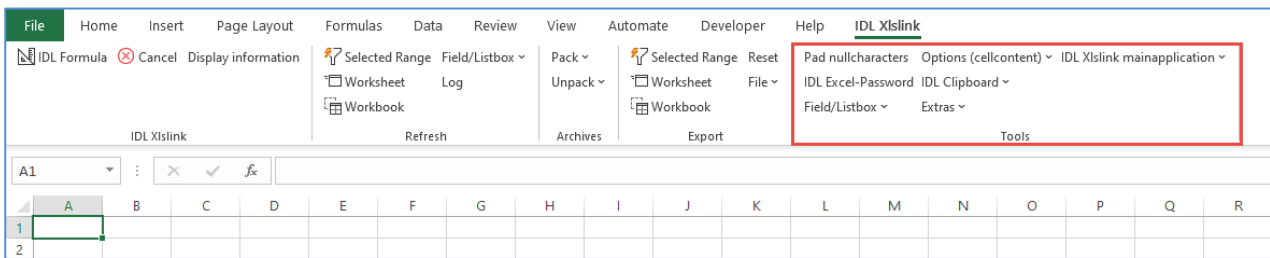 File Home Insert Page Layout Formulas Data Review View Automate Developer Help IDL Xlslink
IDL Formula Cancel Display information Selected Range Field/Listbox Pack Selected Range Reset Pad nullcharacters Options (cellcontent) IDL Xlslink mainapplication
Worksheet Log Unpack Worksheet File IDL Excel-Password IDL Clipboard
Workbook Workbook Field/Listbox Extras
IDL Xlslink Refresh Archives Export Tools
A1 fx
A B C D E F G H I J K L M N O P Q R
1
2